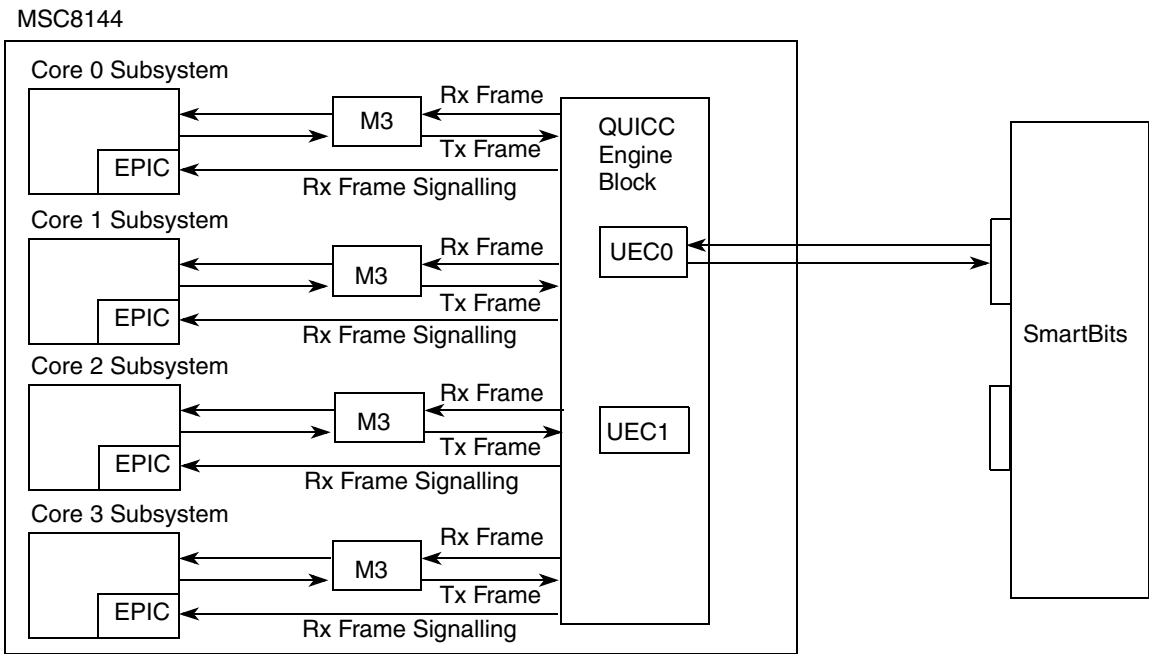 MSC8144
Core 0 Subsystem
Rx Frame
M3
Tx Frame
EPIC
Rx Frame Signalling
Core 1 Subsystem
Rx Frame
M3
Tx Frame
EPIC
Rx Frame Signalling
Core 2 Subsystem
Rx Frame
M3
Tx Frame
EPIC
Rx Frame Signalling
Core 3 Subsystem
Rx Frame
M3
Tx Frame
EPIC
Rx Frame Signalling
QUICC
Engine
Block
UEC0
UEC1
SmartBits